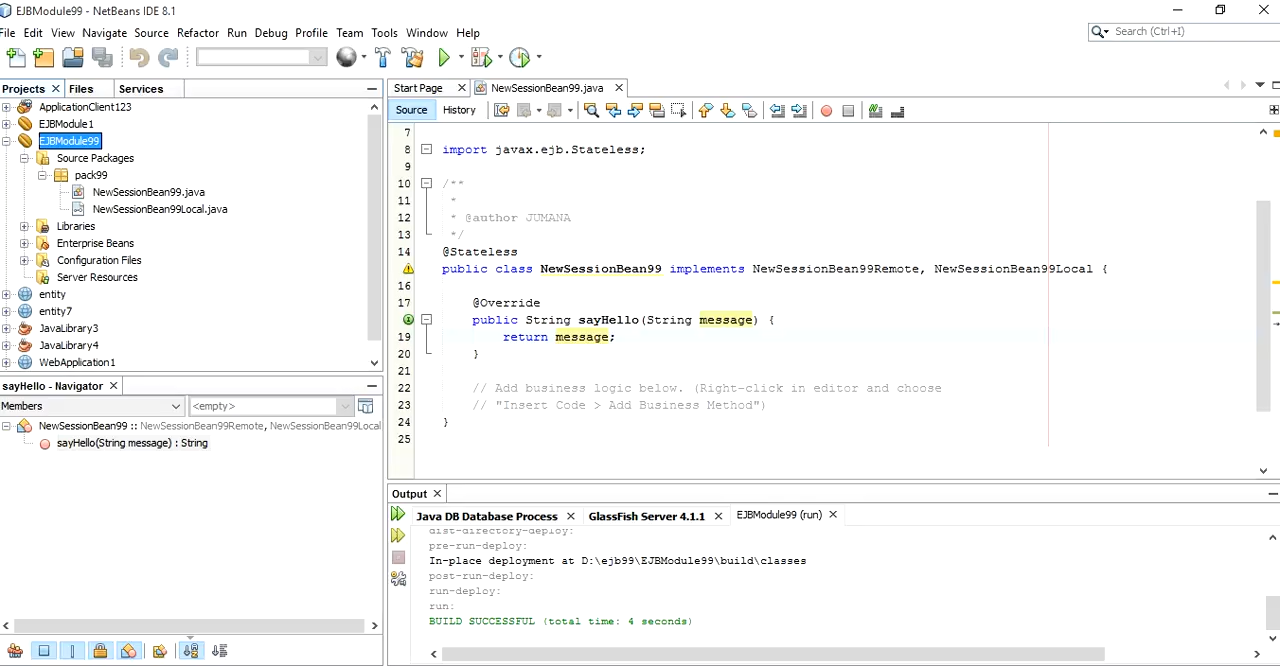 EJBModule99 - NetBeans IDE 8.1
File Edit View Navigate Source Refactor Run Debug Profile Team Tools Window Help
Search (Ctrl+I)
Projects Files Services
ApplicationClient123
EJBModule1
EJBModule99
Source Packages
pack99
NewSessionBean99.java
NewSessionBean99Local.java
Libraries
Enterprise Beans
Configuration Files
Server Resources
entity
entity7
JavaLibrary3
JavaLibrary4
WebApplication1
sayHello - Navigator
Members <empty>
NewSessionBean99 :: NewSessionBean99Remote, NewSessionBean99Local
sayHello(String message) : String
Start Page NewSessionBean99.java
Source History
7
8 import javax.ejb.Stateless;
9
10 /**
11 *
12 * @author JUMANA
13 */
14 @Stateless
public class NewSessionBean99 implements NewSessionBean99Remote, NewSessionBean99Local {
16
17 @Override
public String sayHello(String message) {
19 return message;
20 }
21
22 // Add business logic below. (Right-click in editor and choose
23 // "Insert Code > Add Business Method")
24 }
25
Output
Java DB Database Process GlassFish Server 4.1.1 EJBModule99 (run)
dist-directory-deploy:
pre-run-deploy:
In-place deployment at D:\ejb99\EJBModule99\build\classes
post-run-deploy:
run-deploy:
run:
BUILD SUCCESSFUL (total time: 4 seconds)